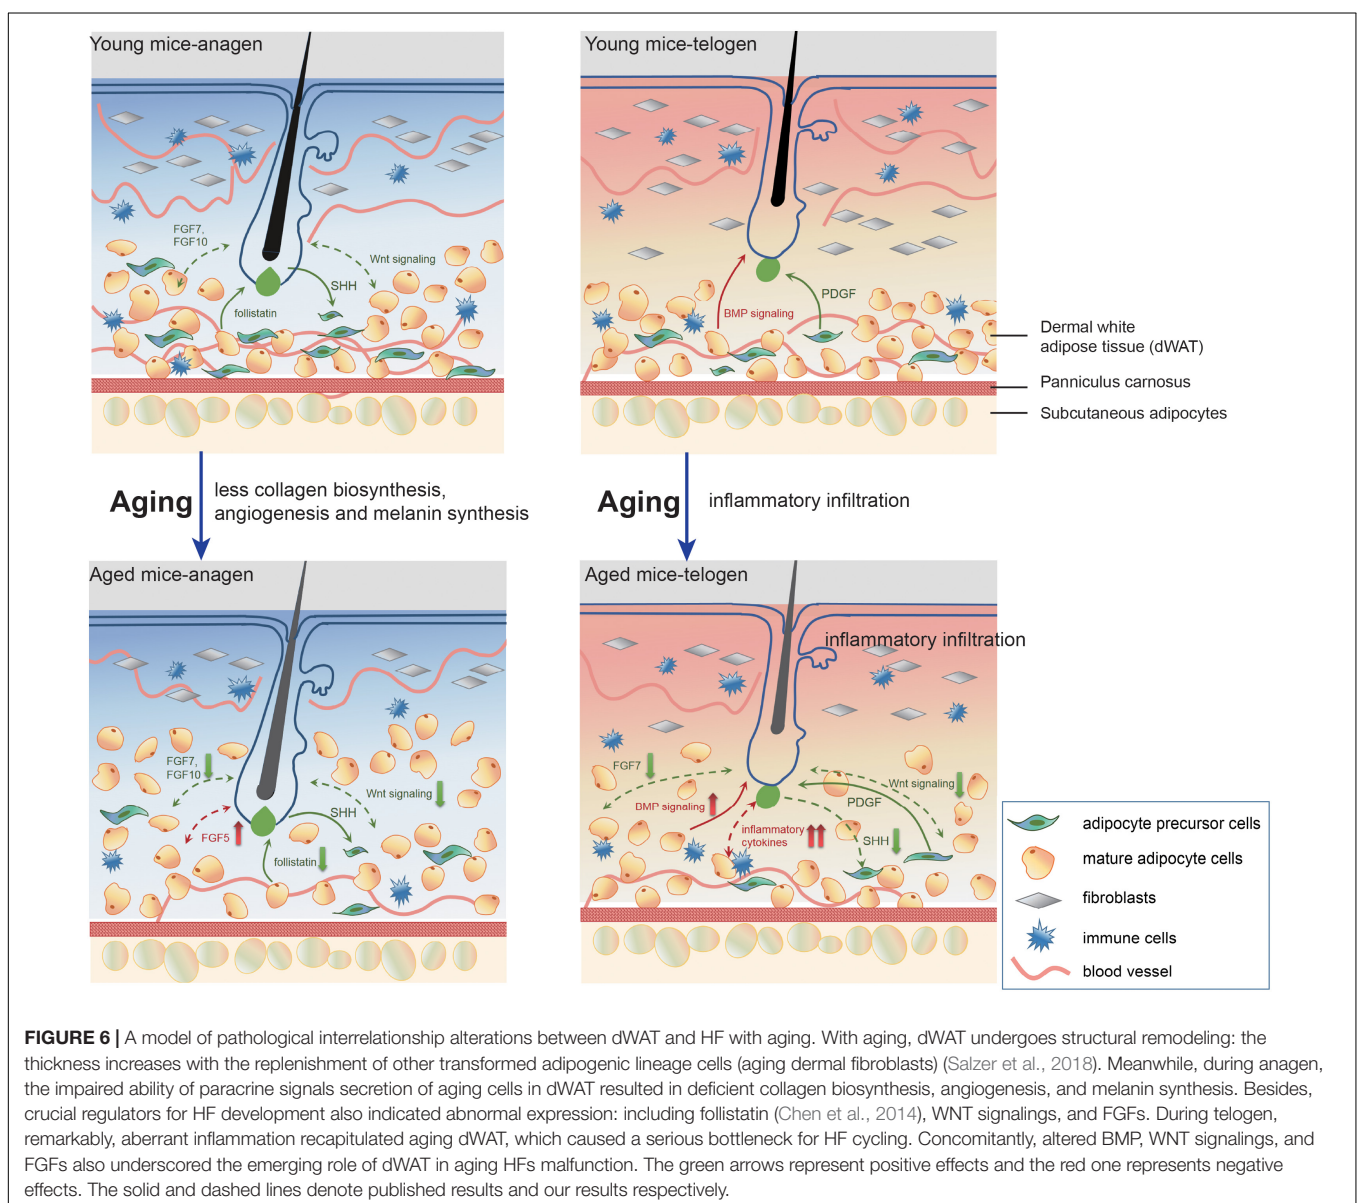 Young mice-anagen
FGF7,
FGF10
Wnt signaling
SHH
follistatin
Young mice-telogen
BMP signaling
PDGF
Dermal white
adipose tissue (dWAT)
Panniculus carnosus
Subcutaneous adipocytes
Aging
less collagen biosynthesis,
angiogenesis and melanin synthesis
Aging
inflammatory infiltration
Aged mice-anagen
FGF7,
FGF10
Wnt signaling
SHH
FGF5
follistatin
Aged mice-telogen
inflammatory infiltration
FGF7
Wnt signaling
BMP signaling
PDGF
inflammatory
cytokines
SHH
adipocyte precursor cells
mature adipocyte cells
fibroblasts
immune cells
blood vessel
FIGURE 6 | A model of pathological interrelationship alterations between dWAT and HF with aging. With aging, dWAT undergoes structural remodeling: the
thickness increases with the replenishment of other transformed adipogenic lineage cells (aging dermal fibroblasts) (Salzer et al., 2018). Meanwhile, during anagen,
the impaired ability of paracrine signals secretion of aging cells in dWAT resulted in deficient collagen biosynthesis, angiogenesis, and melanin synthesis. Besides,
crucial regulators for HF development also indicated abnormal expression: including follistatin (Chen et al., 2014), WNT signalings, and FGFs. During telogen,
remarkably, aberrant inflammation recapitulated aging dWAT, which caused a serious bottleneck for HF cycling. Concomitantly, altered BMP, WNT signalings, and
FGFs also underscored the emerging role of dWAT in aging HFs malfunction. The green arrows represent positive effects and the red one represents negative
effects. The solid and dashed lines denote published results and our results respectively.